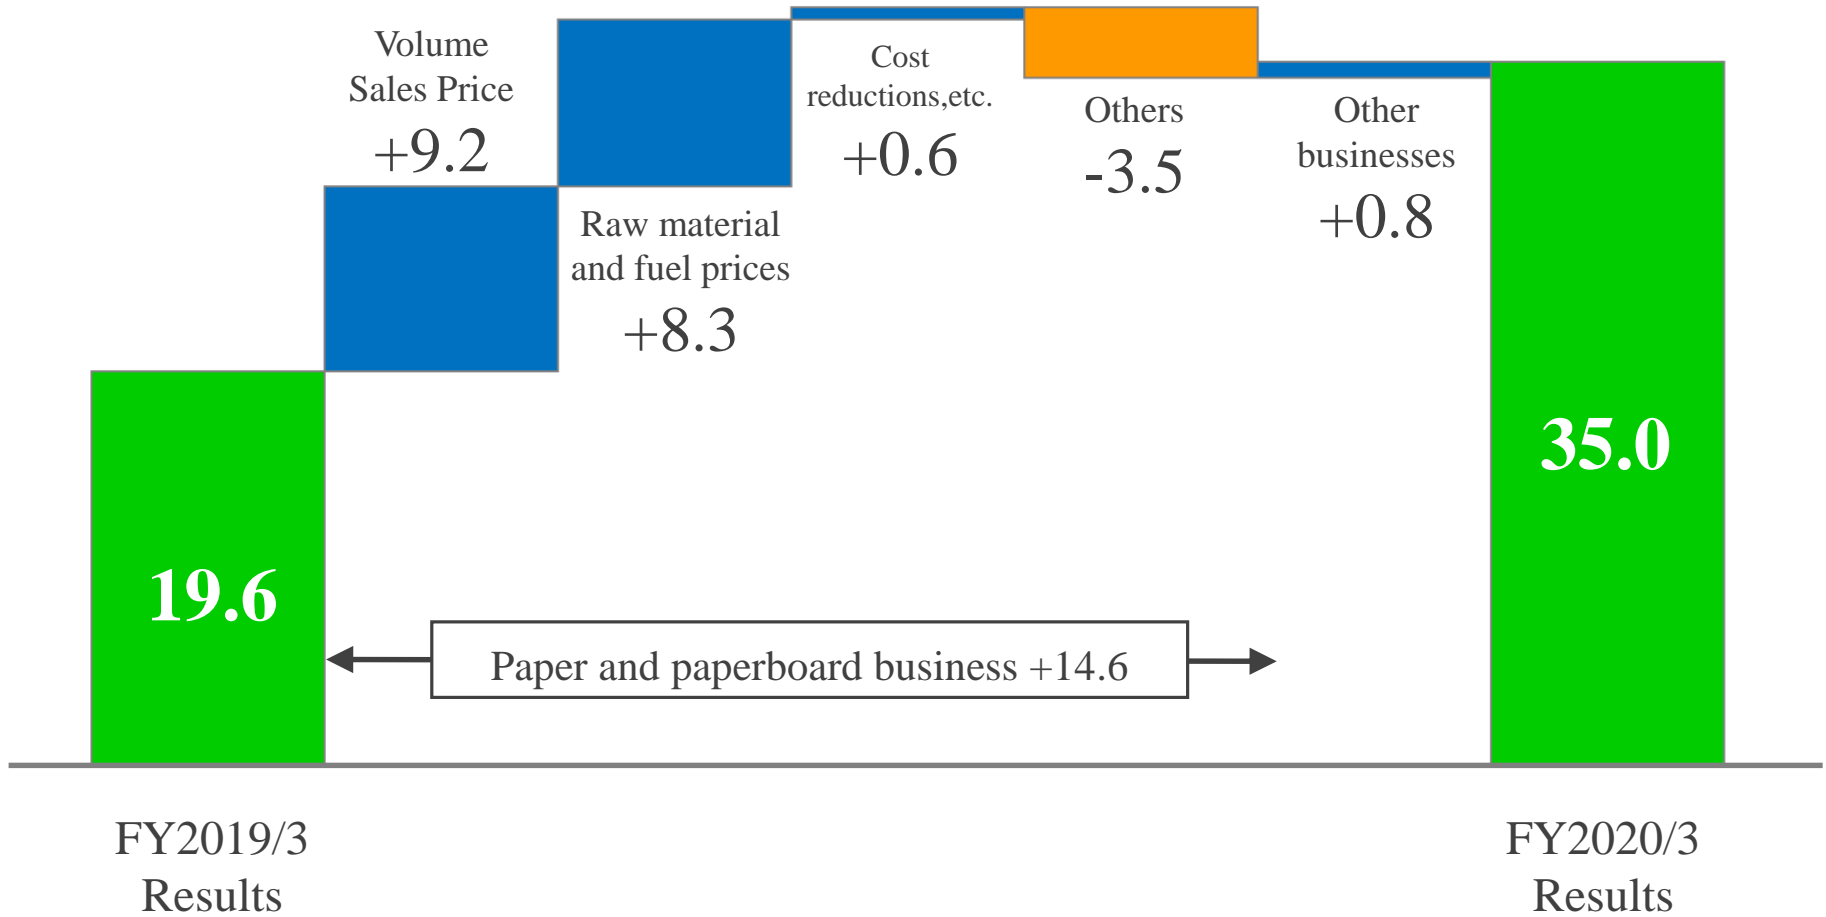 Volume
Sales Price
+9.2
Raw material
and fuel prices
+8.3
Cost
reductions,etc.
+0.6
Others
-3.5
Other
businesses
+0.8
19.6
35.0
Paper and paperboard business +14.6
FY2019/3
Results
FY2020/3
Results